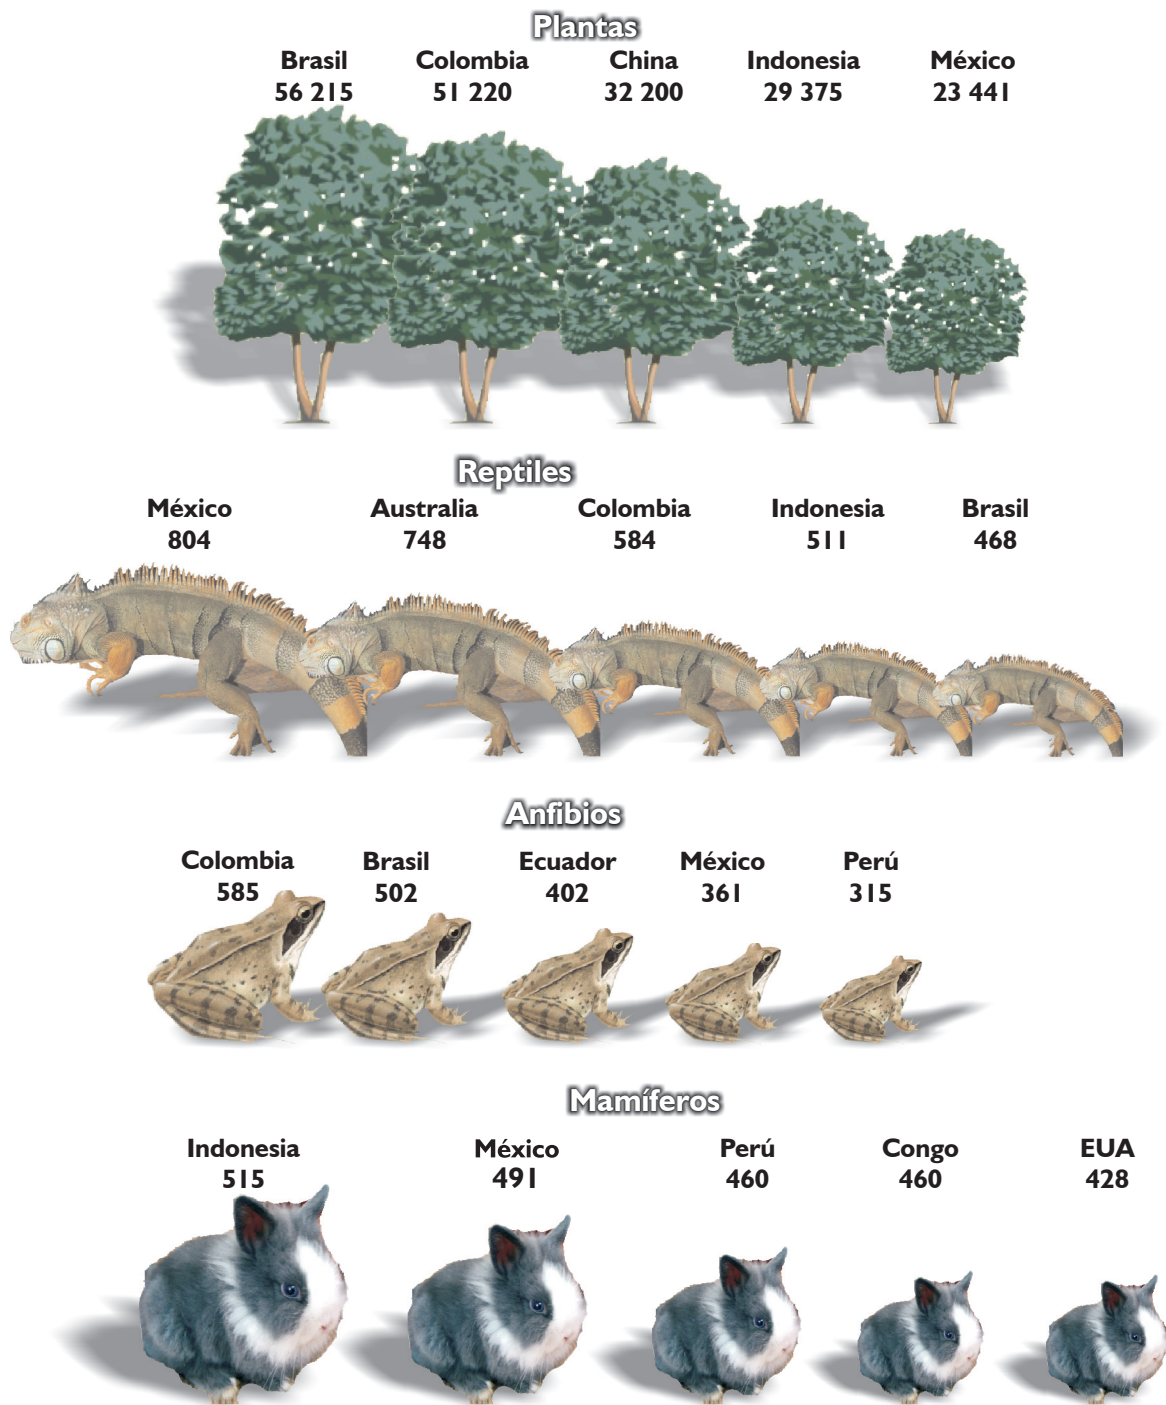 Plantas
Brasil Colombia China Indonesia México
56 215 51 220 32 200 29 375 23 441
Reptiles
México Australia Colombia Indonesia Brasil
804 748 584 511 468
Anfibios
Colombia Brasil Ecuador México Perú
585 502 402 361 315
Mamíferos
Indonesia México Perú Congo EUA
515 491 460 460 428